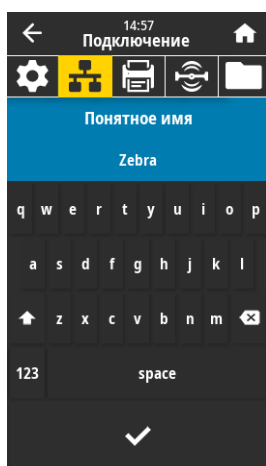 14:57
Подключение
Понятное имя
Zebra
q w e r t y u i o p
a s d f g h j k l
z x c v b n m
123 space